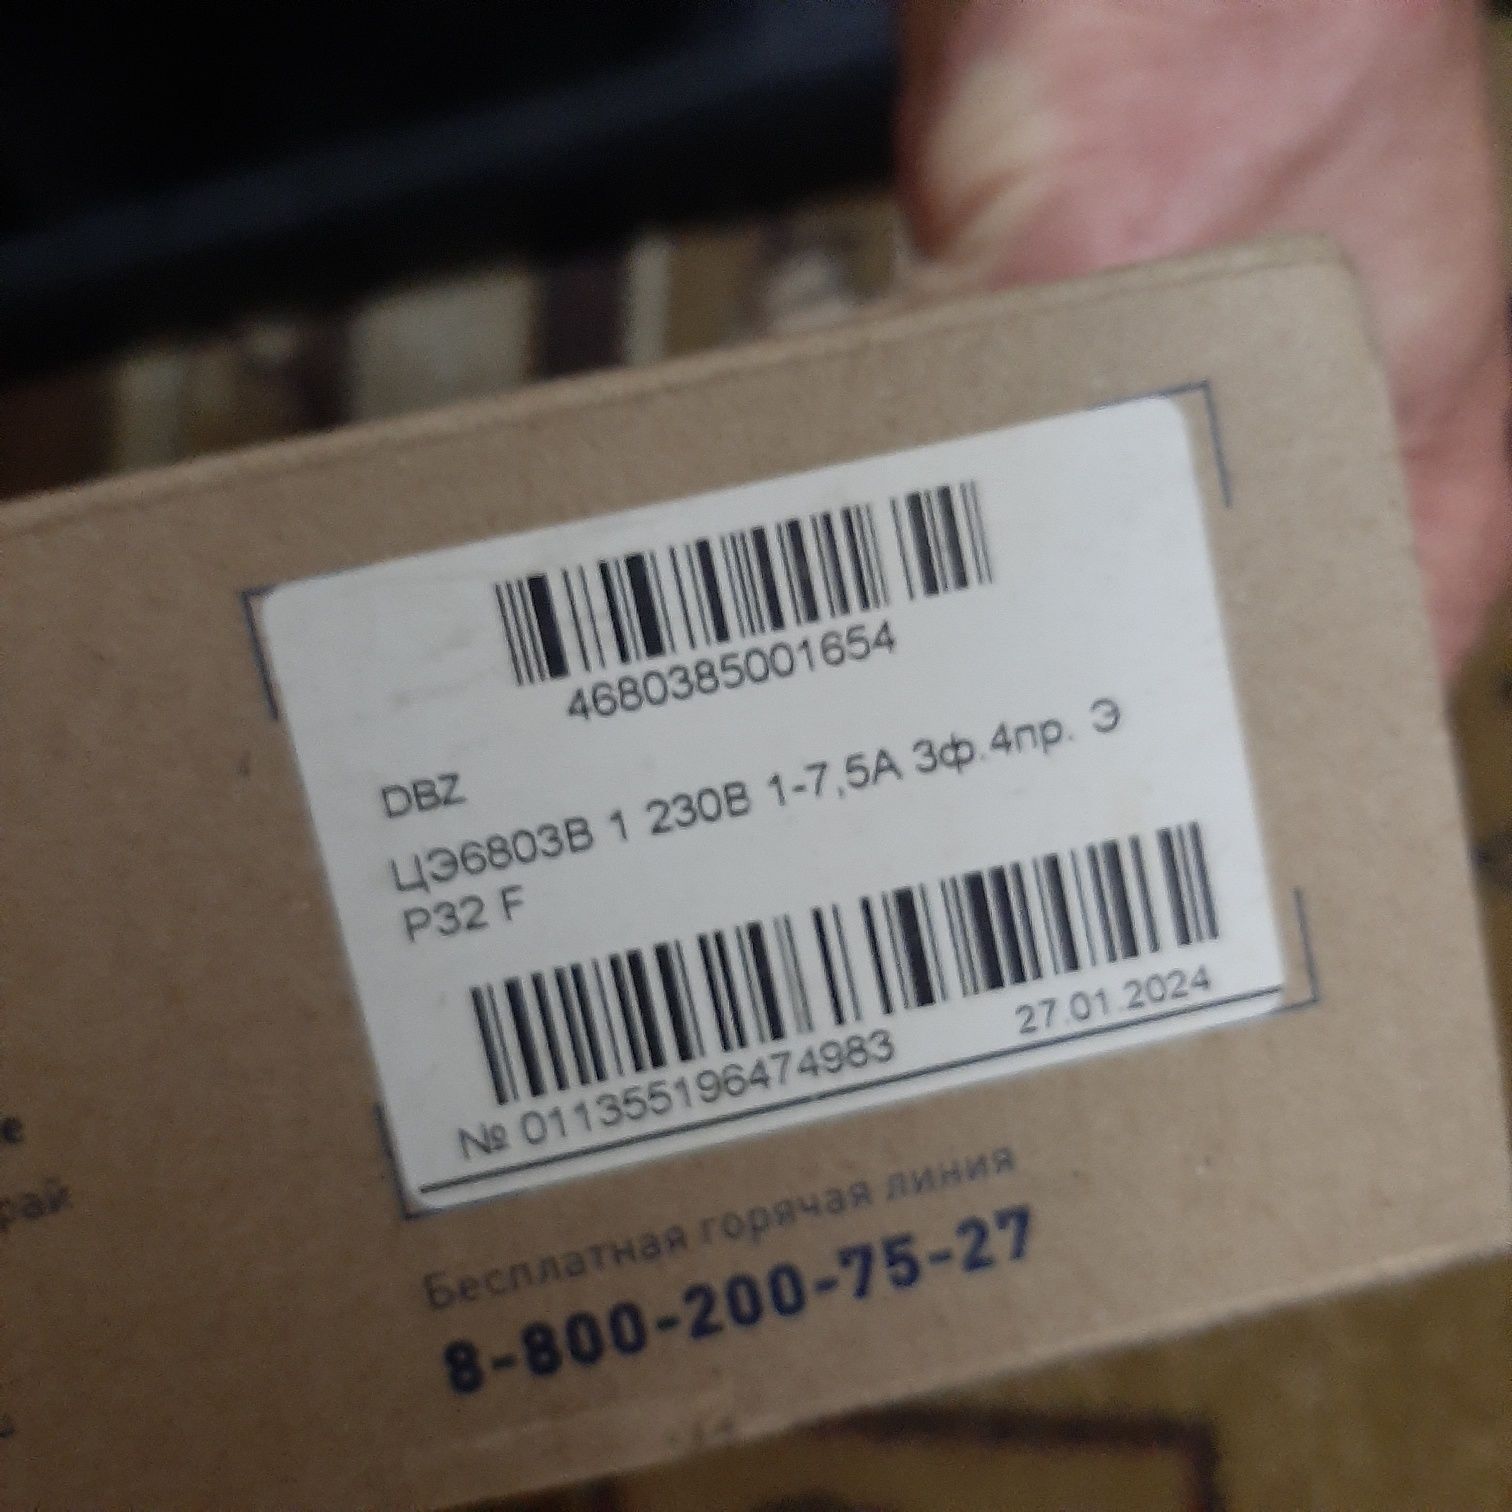 4680385001654
DBZ
ЦЭ6803В 1 230В 1-7,5А 3ф.4пр. Э
Р32 F
27.01.2024
№ 011355196474983
Бесплатная горячая линия
8-800-200-75-27